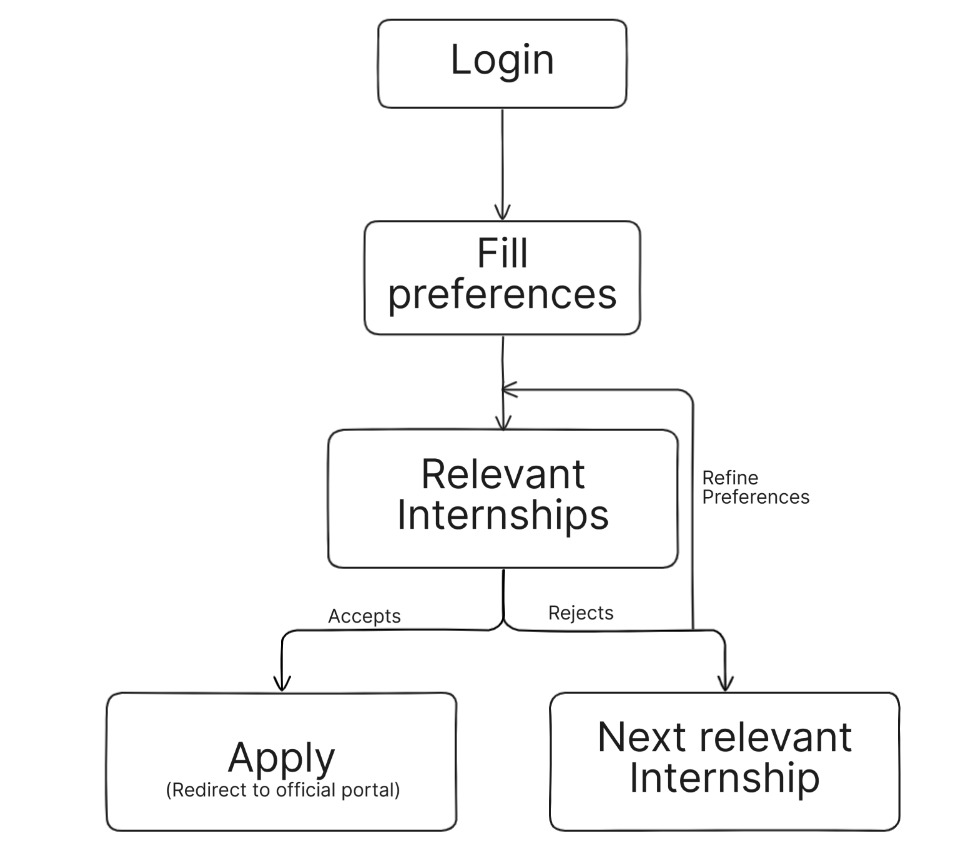 Login
Fill
preferences
Relevant
Internships
Refine
Preferences
Accepts
Rejects
Apply
(Redirect to official portal)
Next relevant
Internship